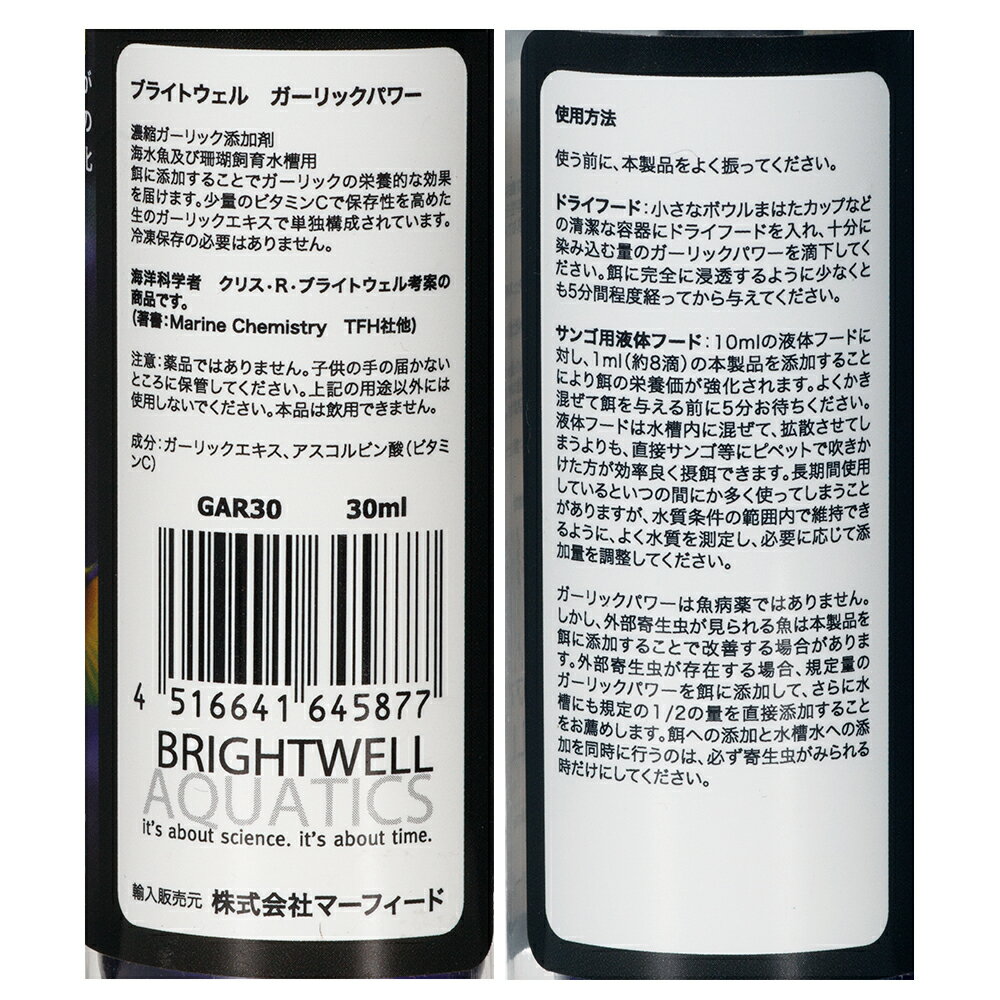 が
の
ブライトウェル　ガーリックパワー
濃縮ガーリック添加剤
海水魚及び珊瑚飼育水槽用
餌に添加することでガーリックの栄養的な効果
を届けます。少量のビタミンCで保存性を高めた
生のガーリックエキスで単独構成されています。
冷凍保存の必要はありません。
海洋科学者　クリス・R・ブライトウェル考案の
商品です。
(著書:Marine Chemistry　TFH社他)
注意:薬品ではありません。子供の手の届かない
ところに保管してください。上記の用途以外には
使用しないでください。本品は飲用できません。
成分:ガーリックエキス、アスコルビン酸(ビタミ
ンC)
GAR30　30ml
4 516641 645877
BRIGHTWELL
AQUATICS
it's about science. it's about time.
輸入販売元 株式会社マーフィード
使用方法
使う前に、本製品をよく振ってください。
ドライフード:小さなボウルまはたカップなど
の清潔な容器にドライフードを入れ、十分に
染み込む量のガーリックパワーを滴下してく
ださい。餌に完全に浸透するように少なくと
も5分間程度経ってから与えてください。
サンゴ用液体フード:10mlの液体フードに
対し、1ml(約8滴)の本製品を添加すること
により餌の栄養価が強化されます。よくかき
混ぜて餌を与える前に5分お待ちください。
液体フードは水槽内に混ぜて、拡散させてし
まうよりも、直接サンゴ等にピペットで吹きか
けた方が効率良く摂餌できます。長期間使用
しているといつの間にか多く使ってしまうこと
がありますが、水質条件の範囲内で維持でき
るように、よく水質を測定し、必要に応じて添
加量を調整してください。
ガーリックパワーは魚病薬ではありません。
しかし、外部寄生虫が見られる魚は本製品を
餌に添加することで改善する場合がありま
す。外部寄生虫が存在する場合、規定量の
ガーリックパワーを餌に添加して、さらに水
槽にも規定の1/2の量を直接添加すること
をお薦めします。餌への添加と水槽水への添
加を同時に行うのは、必ず寄生虫がみられる
時だけにしてください。